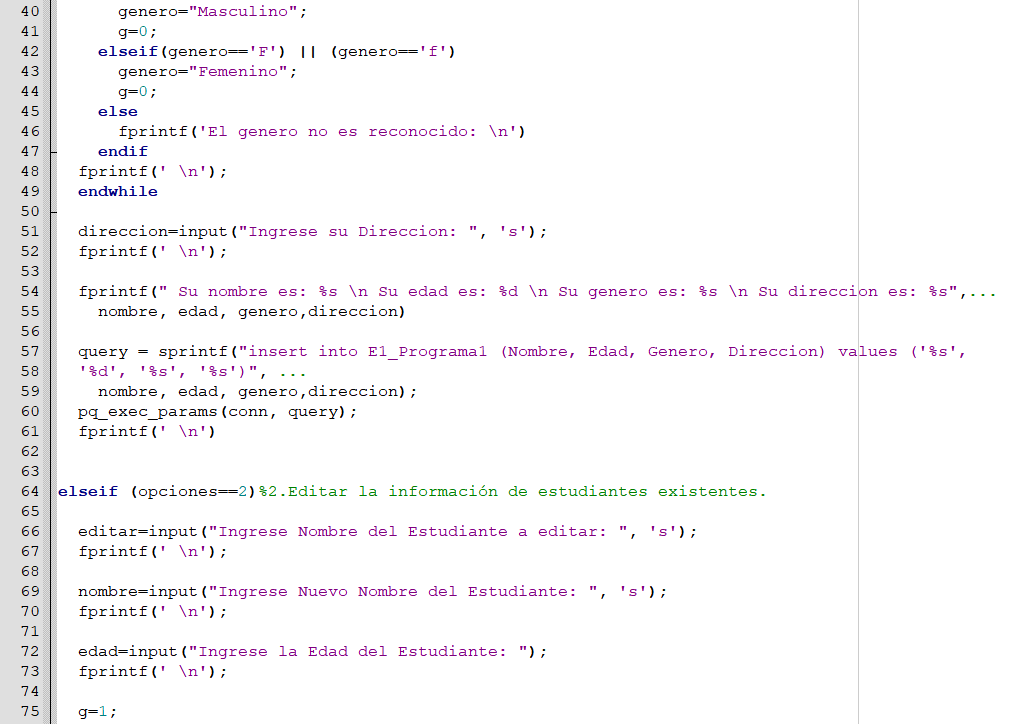 40 genero="Masculino";
41 g=0;
42 elseif(genero=='F') || (genero=='f')
43 genero="Femenino";
44 g=0;
45 else
46 fprintf('El genero no es reconocido: \n')
47 endif
48 fprintf(' \n');
49 endwhile
50
51 direccion=input("Ingrese su Direccion: ", 's');
52 fprintf(' \n');
53
54 fprintf(" Su nombre es: %s \n Su edad es: %d \n Su genero es: %s \n Su direccion es: %s",...
55 nombre, edad, genero,direccion)
56
57 query = sprintf("insert into E1_Programa1 (Nombre, Edad, Genero, Direccion) values ('%s',
58 '%d', '%s', '%s')", ...
59 nombre, edad, genero,direccion);
60 pq_exec_params(conn, query);
61 fprintf(' \n')
62
63
64 elseif (opciones==2)%2.Editar la información de estudiantes existentes.
65
66 editar=input("Ingrese Nombre del Estudiante a editar: ", 's');
67 fprintf(' \n');
68
69 nombre=input("Ingrese Nuevo Nombre del Estudiante: ", 's');
70 fprintf(' \n');
71
72 edad=input("Ingrese la Edad del Estudiante: ");
73 fprintf(' \n');
74
75 g=1;